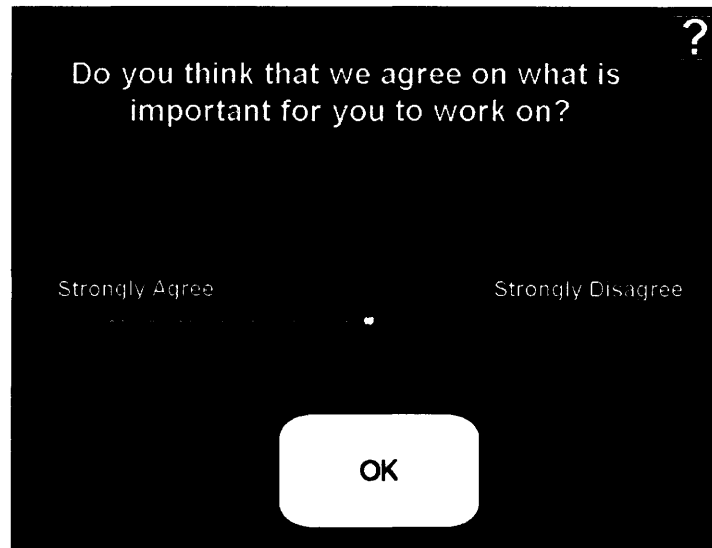 ?
Do you think that we agree on what is
important for you to work on?
Strongly Agree
Strongly Disagree
OK